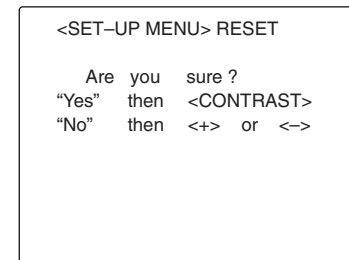 <SET–UP MENU> RESET
Are you sure ?
“Yes” then <CONTRAST>
“No” then <+> or <–>